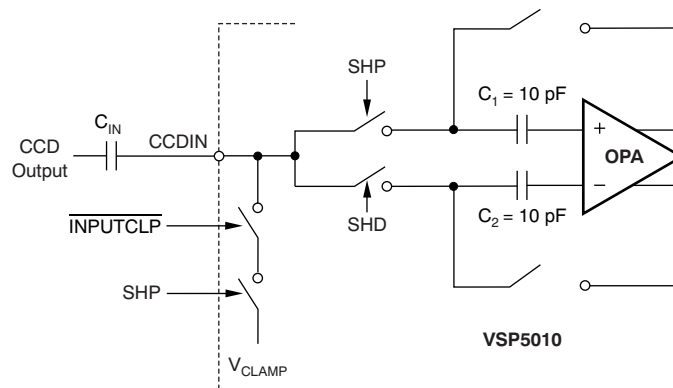 SHP
C1 = 10 pF
CIN
CCDIN
CCD
Output
+
OPA
−
INPUTCLP
SHD
C2 = 10 pF
SHP
VSP5010
VCLAMP